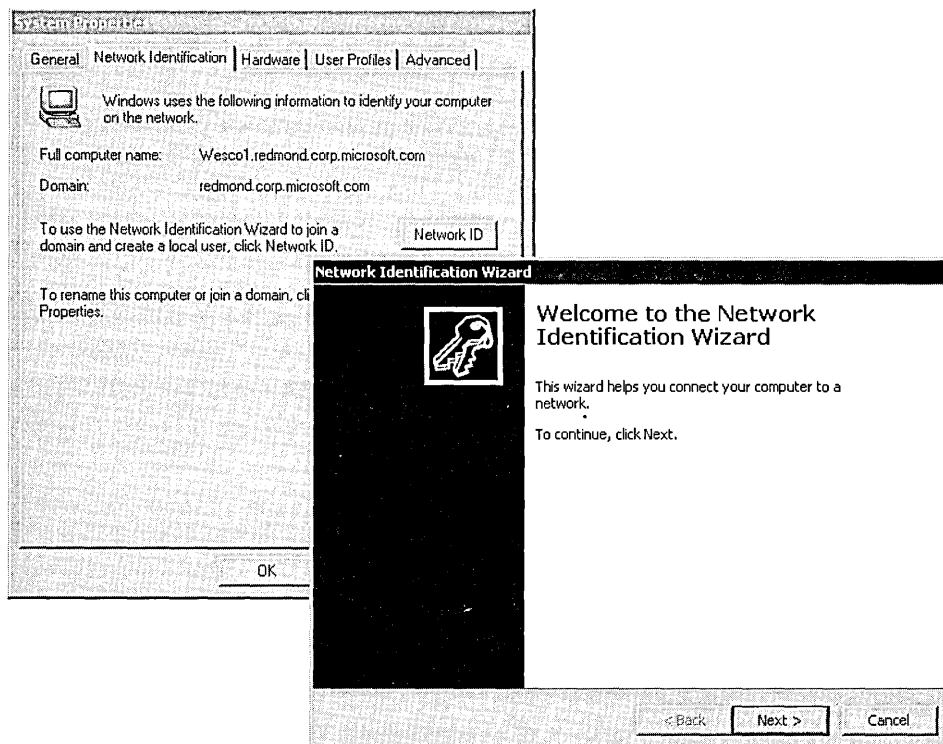 System Properties
General Network Identification Hardware User Profiles Advanced
Windows uses the following information to identify your computer
on the network.
Full computer name: Wesco1.redmond.corp.microsoft.com
Domain: redmond.corp.microsoft.com
To use the Network Identification Wizard to join a
domain and create a local user, click Network ID.
Network ID
To rename this computer or join a domain, cli
Properties.
OK
Network Identification Wizard
Welcome to the Network
Identification Wizard
This wizard helps you connect your computer to a
network.
To continue, click Next.
< Back Next > Cancel